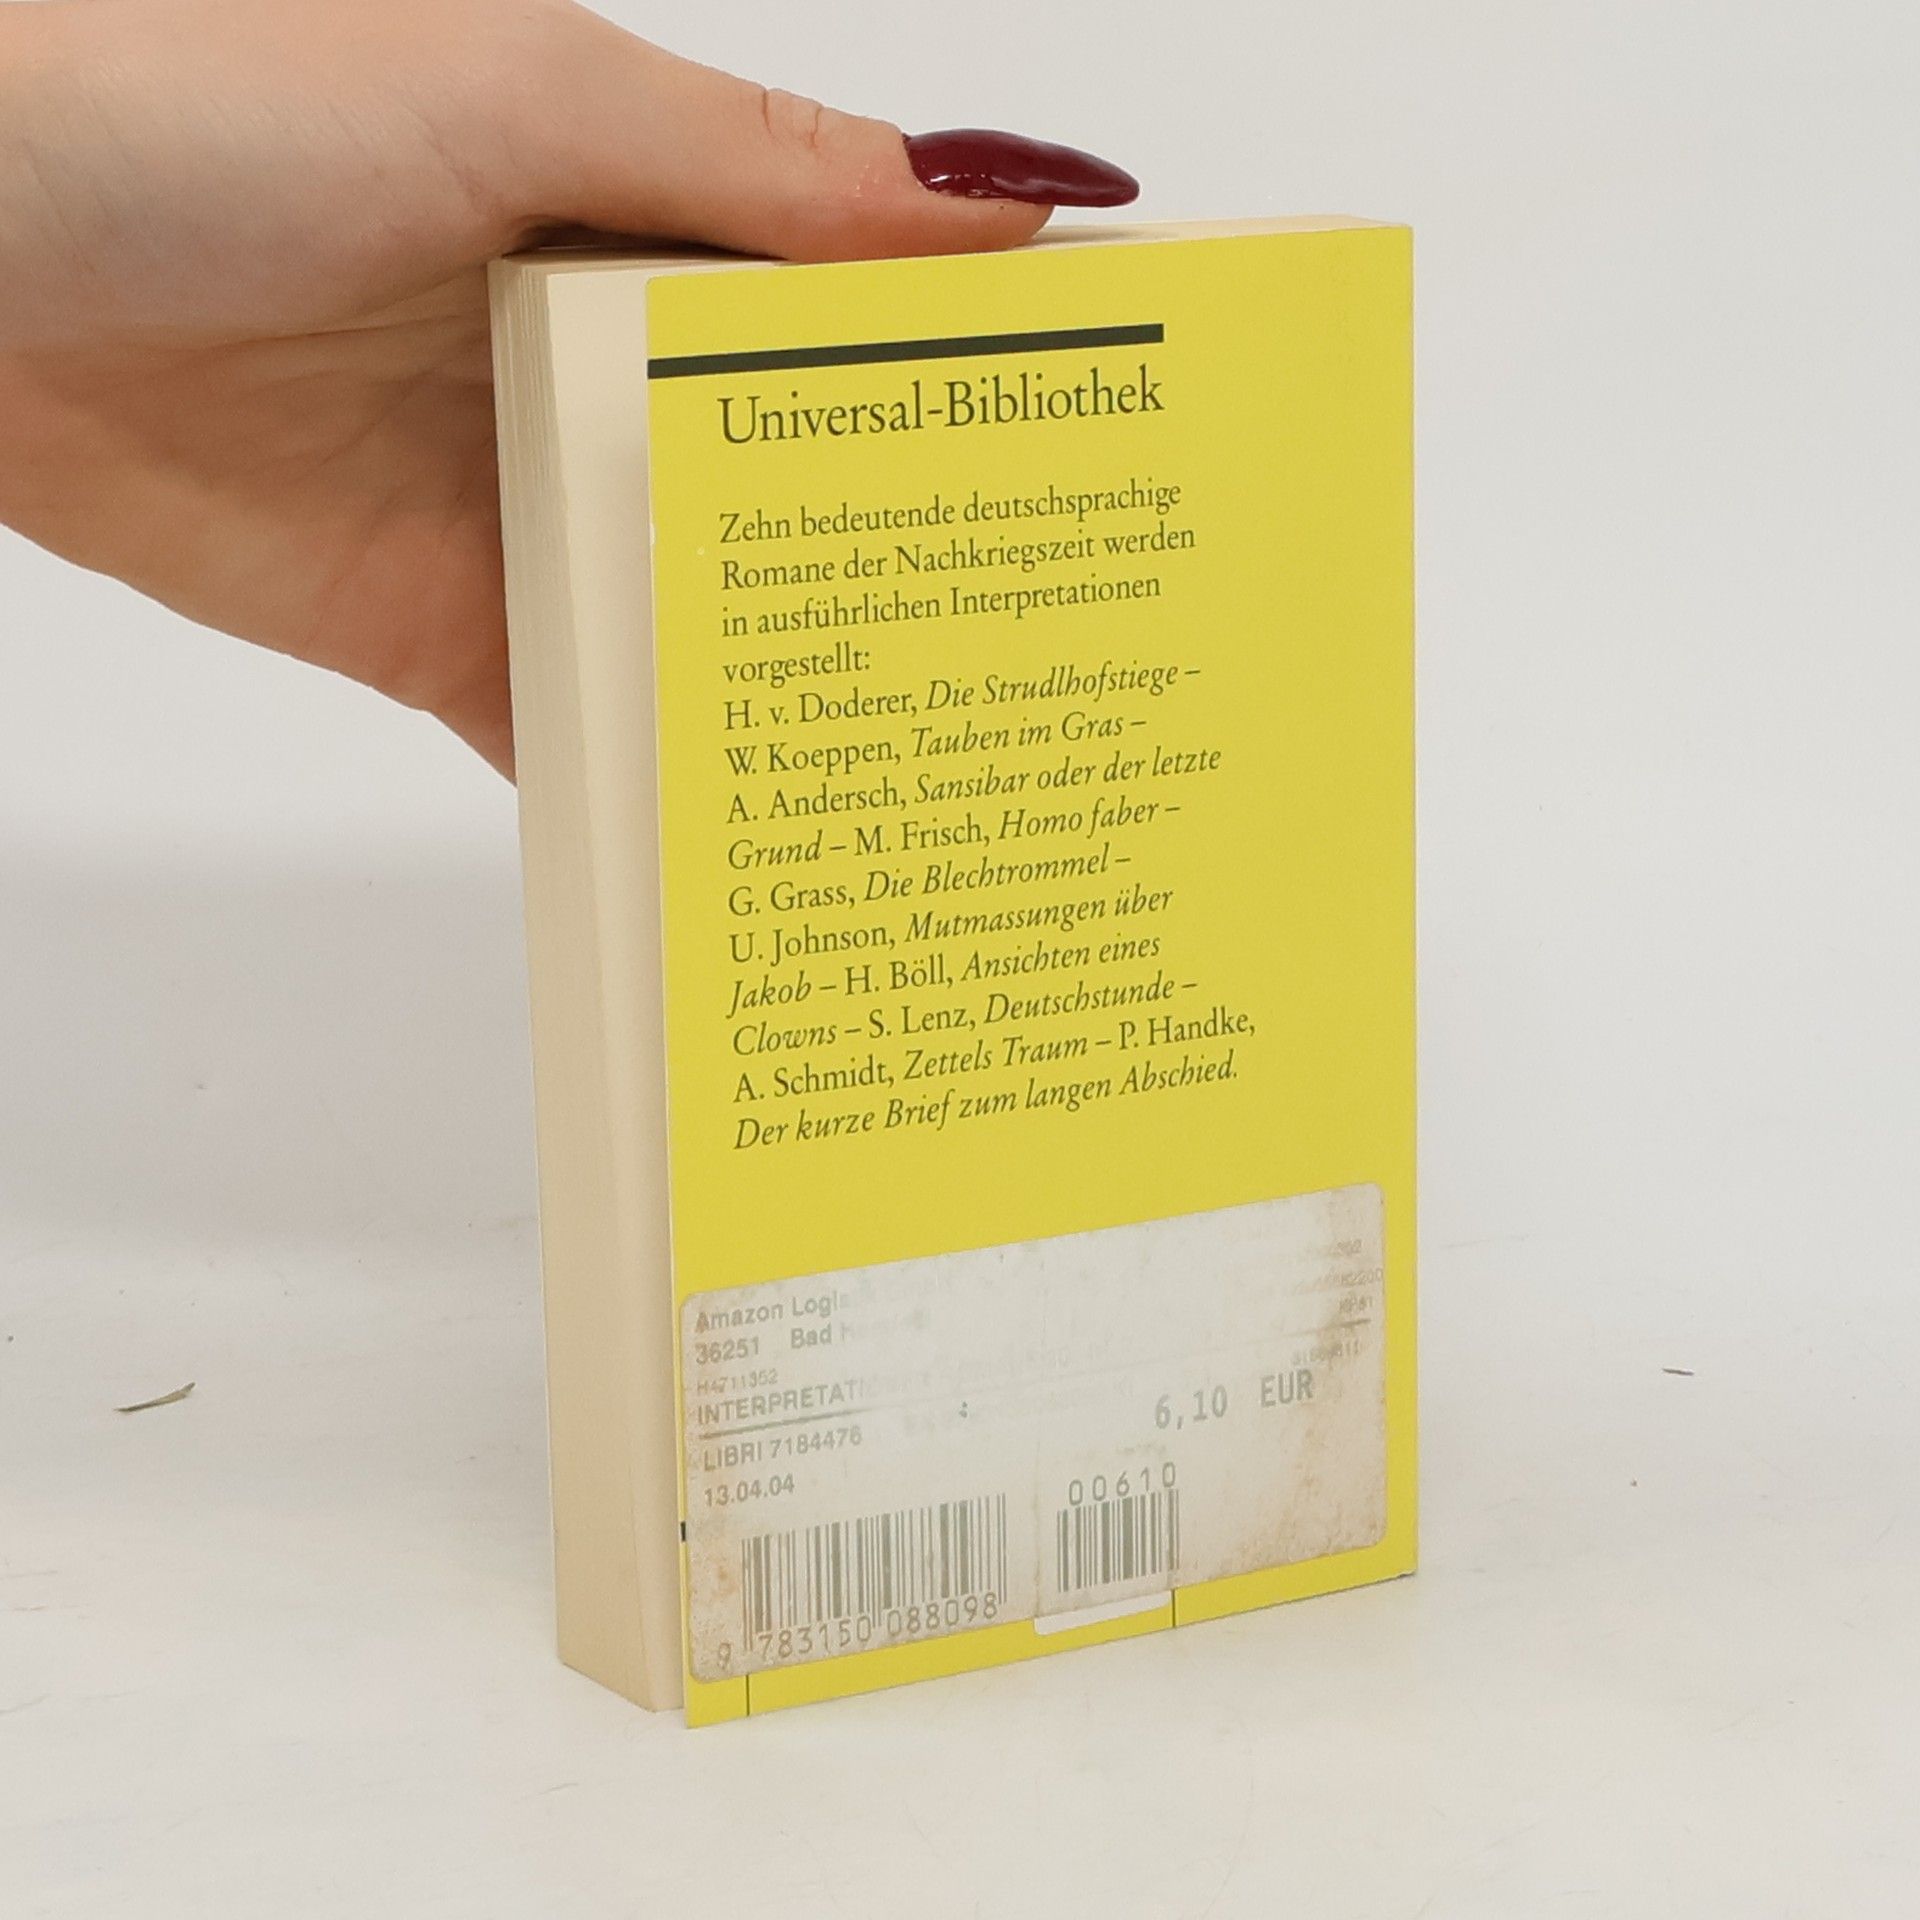 Universal-Bibliothek
Zehn bedeutende deutschsprachige
Romane der Nachkriegszeit werden
in ausführlichen Interpretationen
vorgestellt:
H. v. Doderer, Die Strudlhofstiege –
W. Koeppen, Tauben im Gras –
A. Andersch, Sansibar oder der letzte
Grund – M. Frisch, Homo faber –
G. Grass, Die Blechtrommel –
U. Johnson, Mutmassungen über
Jakob – H. Böll, Ansichten eines
Clowns – S. Lenz, Deutschstunde –
A. Schmidt, Zettels Traum – P. Handke,
Der kurze Brief zum langen Abschied.
Amazon
36251 Bad
H4711352
6,10 EUR
LIBRI 7184476
13.04.04
00610
9 783150 088098